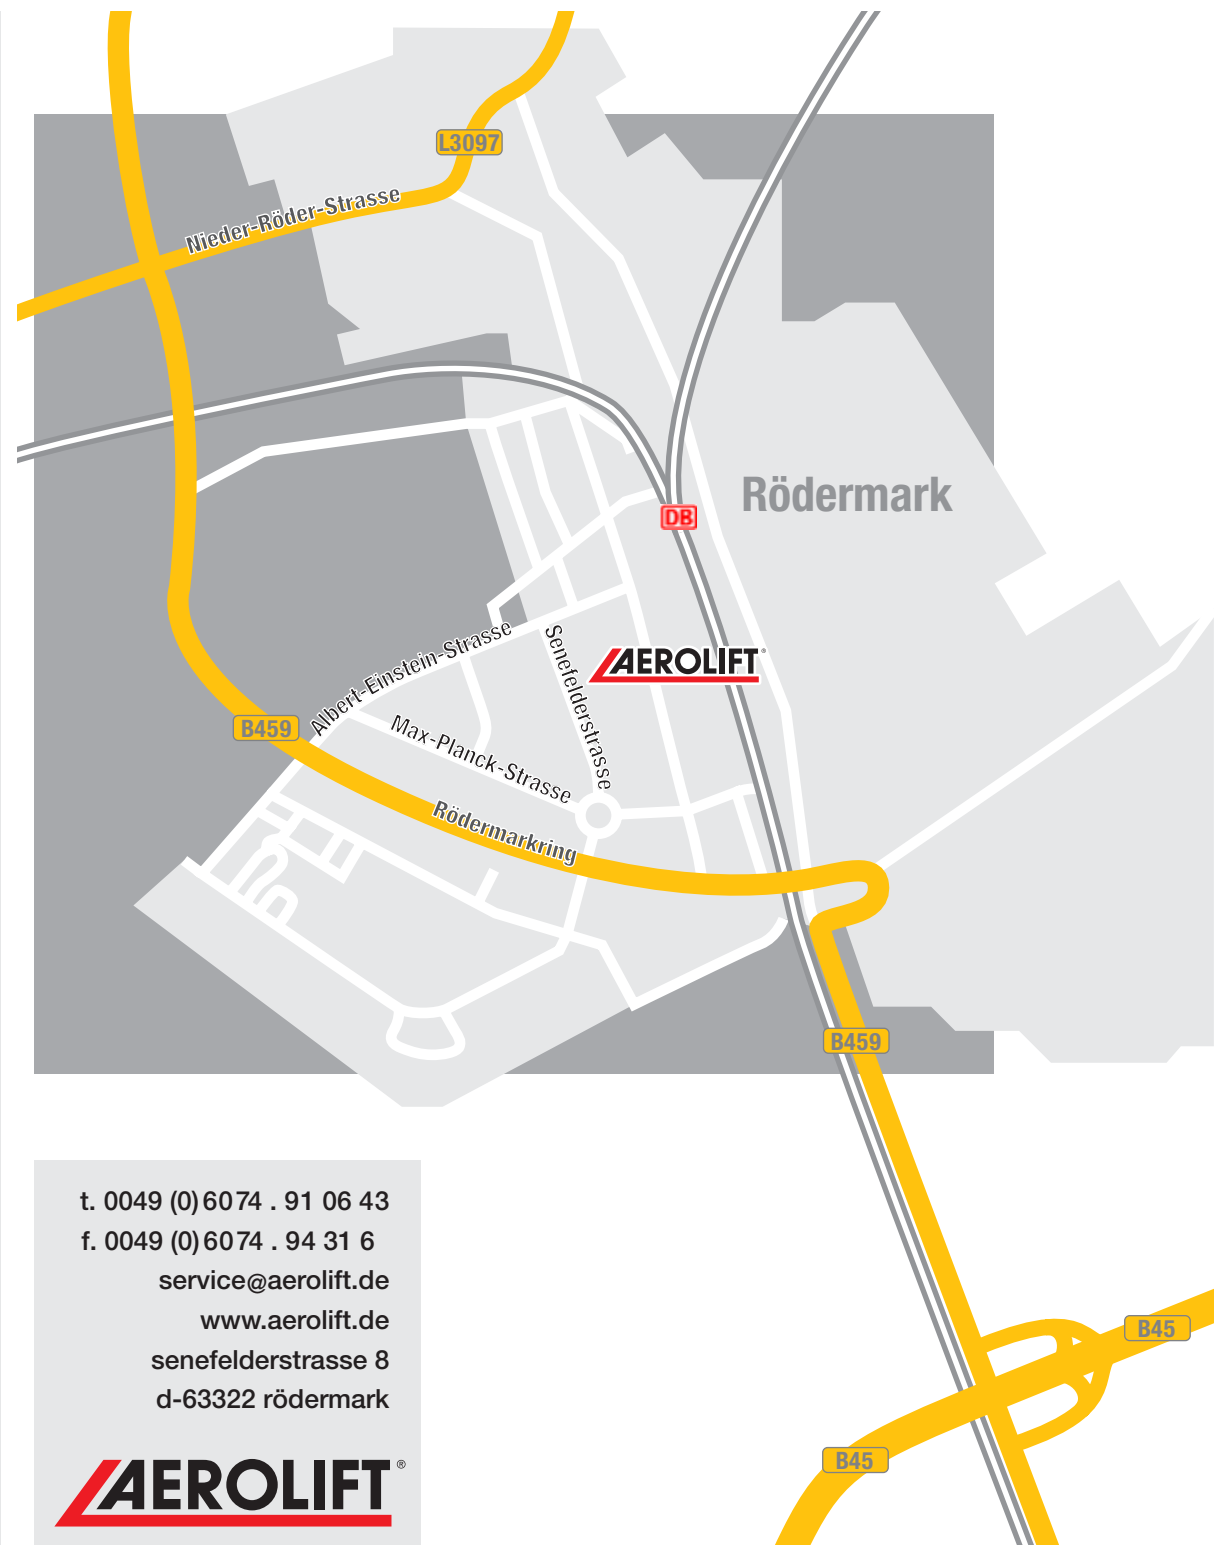 L3097
Nieder-Röder-Strasse
Rödermark
DB
Albert-Einstein-Strasse
Senefelderstrasse
AEROLIFT®
B459
Max-Planck-Strasse
Rödermarkring
B459
t. 0049 (0) 6074 . 91 06 43
f. 0049 (0) 6074 . 94 31 6
service@aerolift.de
www.aerolift.de
senefelderstrasse 8
d-63322 rödermark
AEROLIFT®
B45
B45